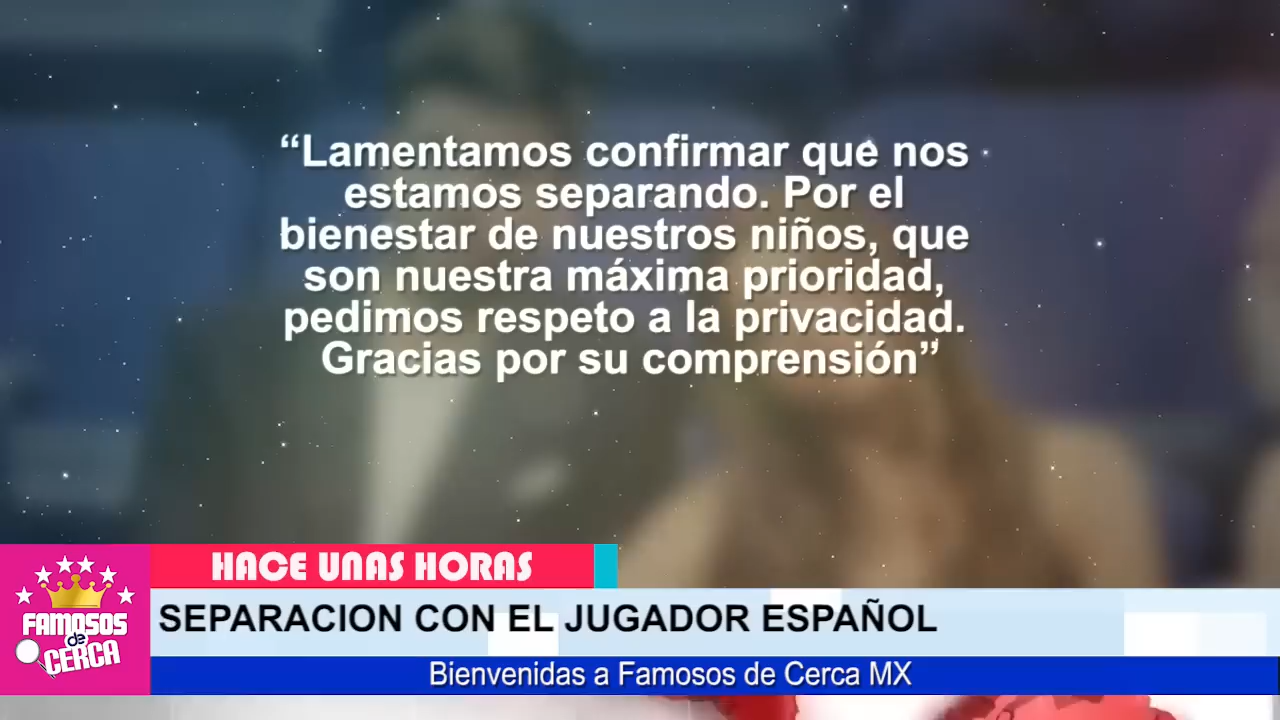 “Lamentamos confirmar que nos
estamos separando. Por el
bienestar de nuestros niños, que
son nuestra máxima prioridad,
pedimos respeto a la privacidad.
Gracias por su comprensión”
HACE UNAS HORAS
FAMOSOS
de
CERCA
SEPARACION CON EL JUGADOR ESPAÑOL
Bienvenidas a Famosos de Cerca MX